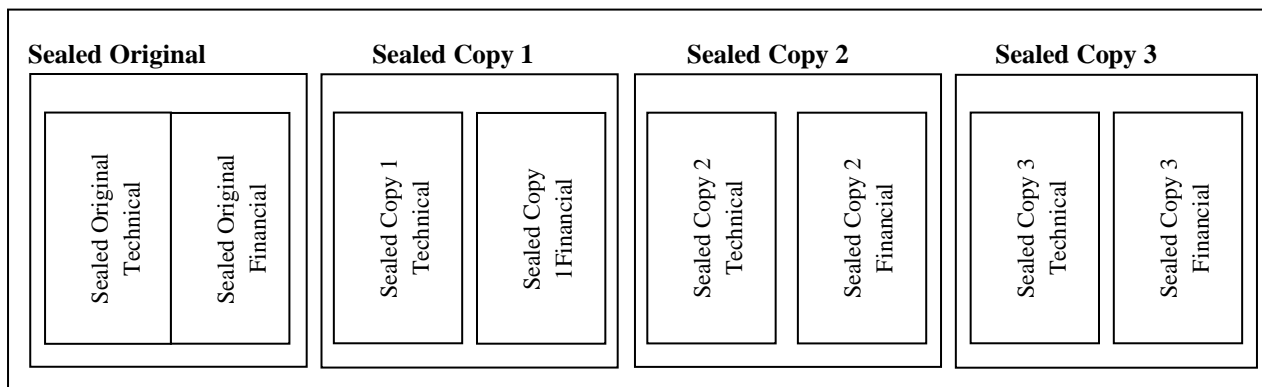 Sealed Original
Sealed Copy 1
Sealed Copy 2
Sealed Copy 3
Sealed Original
Technical
Sealed Original
Financial
Sealed Copy 1
Technical
Sealed Copy
1Financial
Sealed Copy 2
Technical
Sealed Copy 2
Financial
Sealed Copy 3
Technical
Sealed Copy 3
Financial